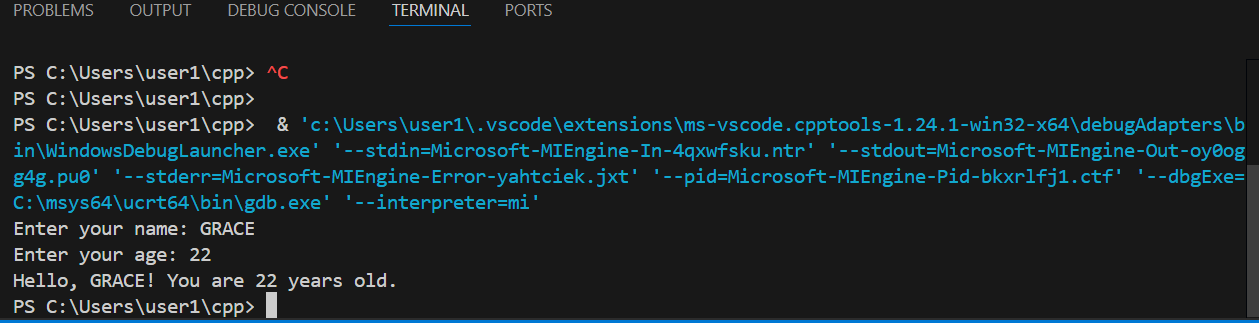 PROBLEMS OUTPUT DEBUG CONSOLE TERMINAL PORTS
PS C:\Users\user1\cpp> ^C
PS C:\Users\user1\cpp>
PS C:\Users\user1\cpp>  & 'c:\Users\user1\.vscode\extensions\ms-vscode.cpptools-1.24.1-win32-x64\debugAdapters\b
in\WindowsDebugLauncher.exe' '--stdin=Microsoft-MIEngine-In-4qxwfsku.ntr' '--stdout=Microsoft-MIEngine-Out-oy0og
g4g.pu0' '--stderr=Microsoft-MIEngine-Error-yahtciek.jxt' '--pid=Microsoft-MIEngine-Pid-bkxrlfj1.ctf' '--dbgExe=
C:\msys64\ucrt64\bin\gdb.exe' '--interpreter=mi'
Enter your name: GRACE
Enter your age: 22
Hello, GRACE! You are 22 years old.
PS C:\Users\user1\cpp>